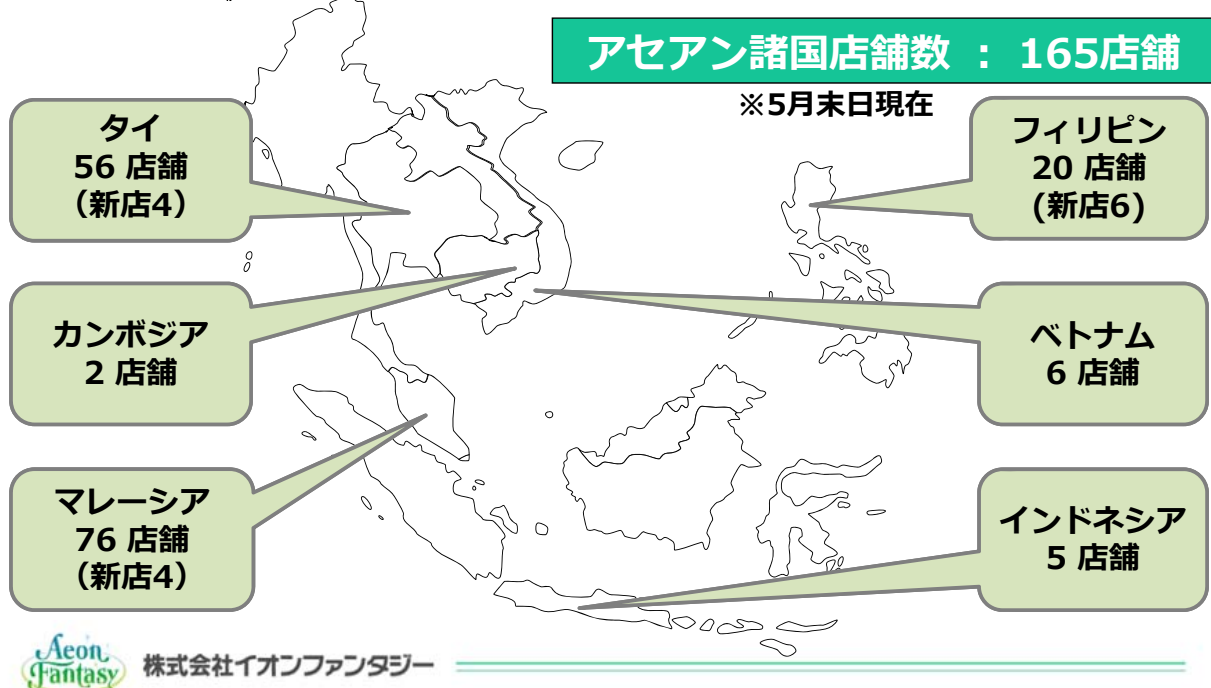 アセアン諸国店舗数 ： 165店舗
※5月末日現在
タイ
56 店舗
（新店4）
フィリピン
20 店舗
(新店6)
カンボジア
2 店舗
ベトナム
6 店舗
マレーシア
76 店舗
（新店4）
インドネシア
5 店舗
Aeon
Fantasy
株式会社イオンファンタジー